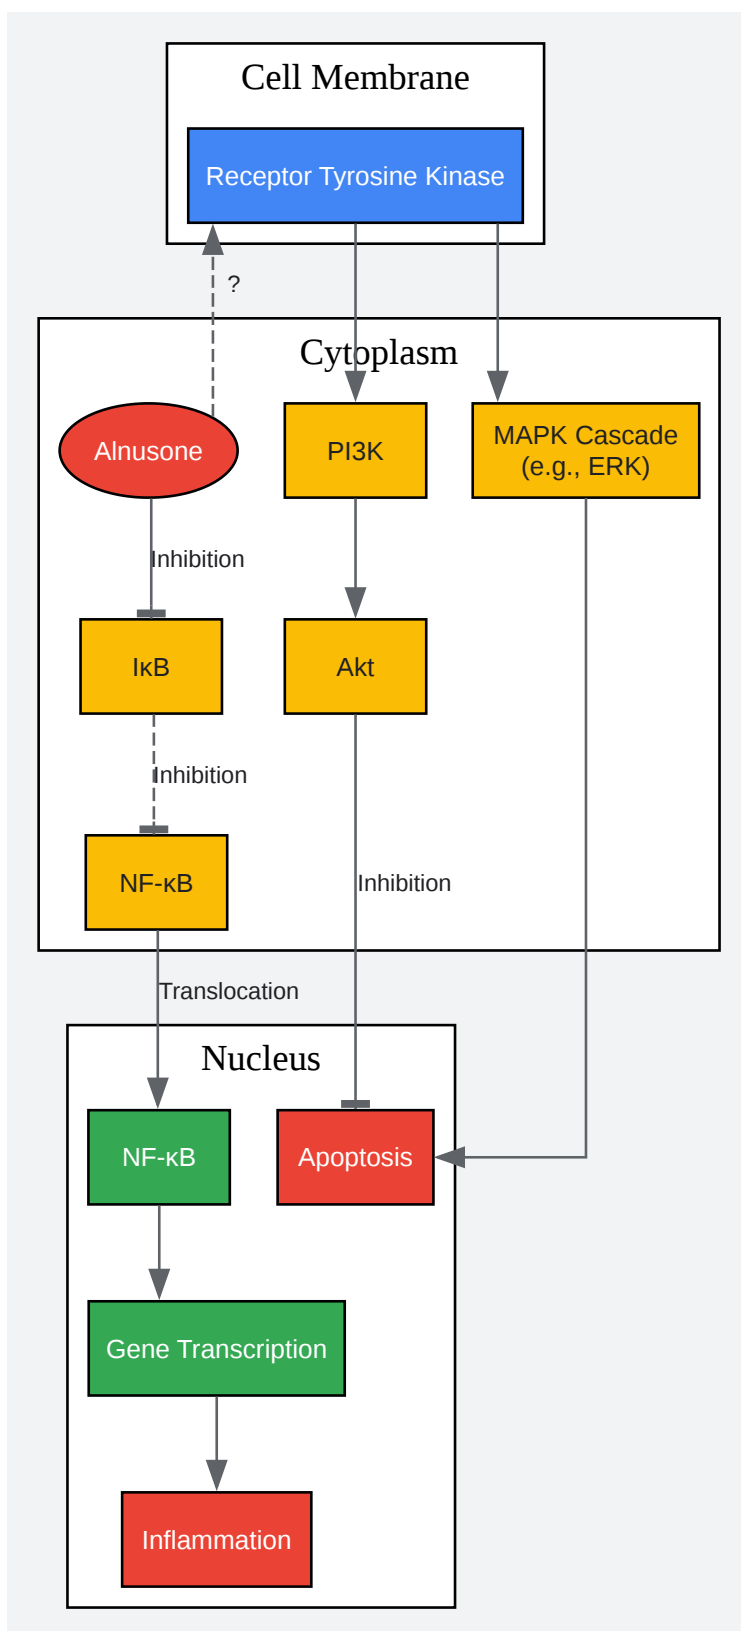 Cell Membrane
Receptor Tyrosine Kinase
?
Cytoplasm
Alnusone
PI3K
MAPK Cascade
(e.g., ERK)
Inhibition
IκB
Akt
Inhibition
NF-κB
Inhibition
Translocation
Nucleus
NF-κB
Apoptosis
Gene Transcription
Inflammation